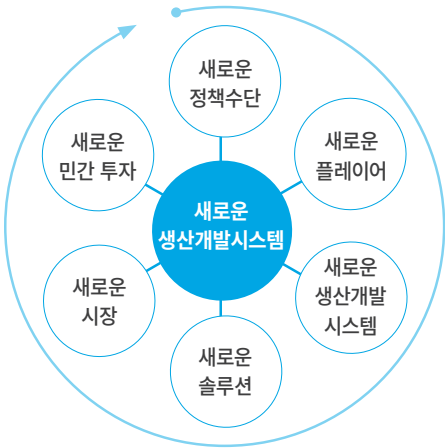 새로운
정책수단
새로운
플레이어
새로운
생산개발
시스템
새로운
솔루션
새로운
시장
새로운
민간 투자
새로운
생산개발시스템